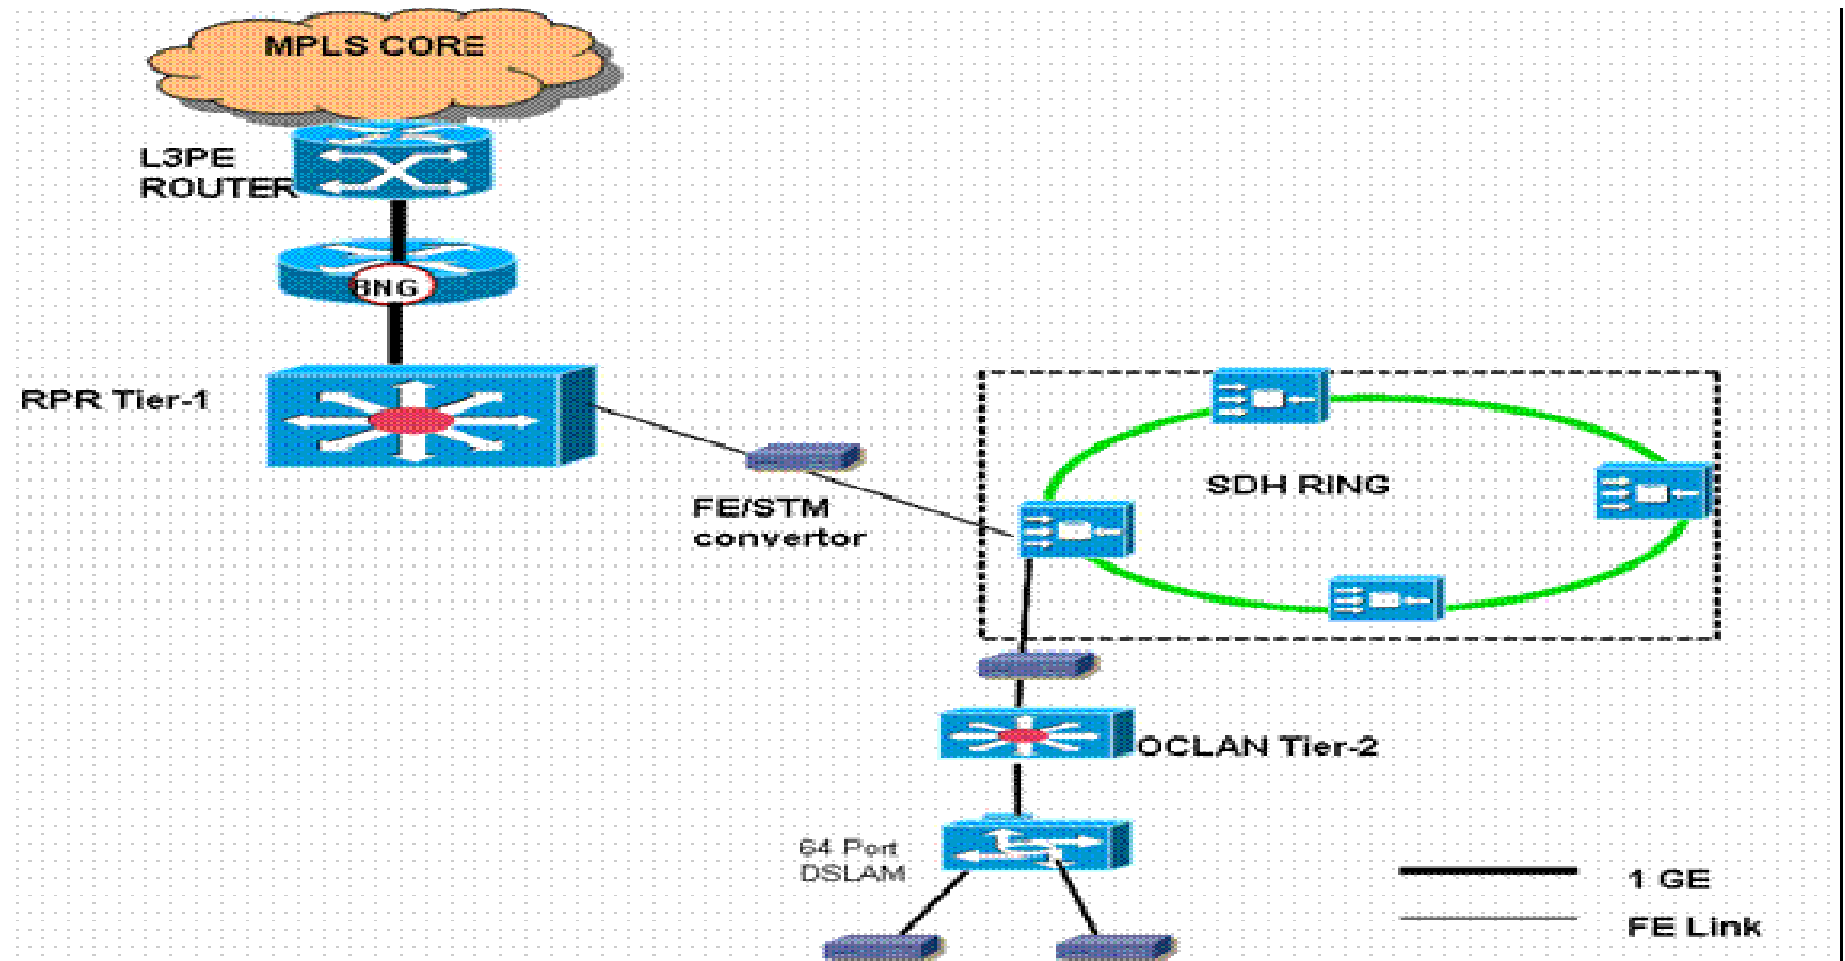 MPLS CORE
L3PE
ROUTER
BNG
RPR Tier-1
FE/STM
convertor
SDH RING
OCLAN Tier-2
64 Port
DSLAM
1 GE
FE Link